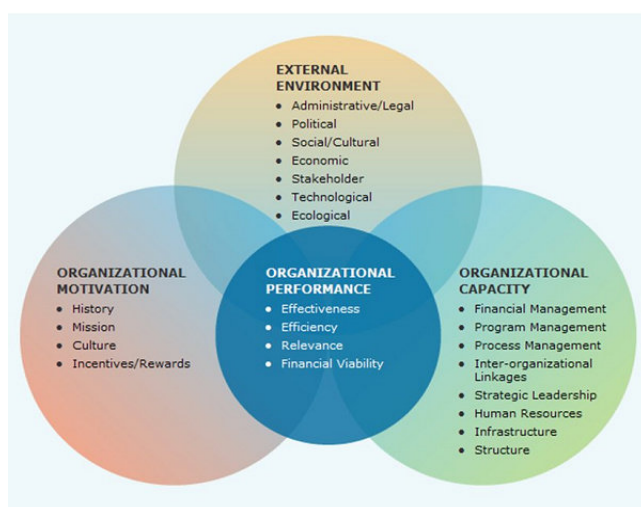 EXTERNAL
ENVIRONMENT
• Administrative/Legal
• Political
• Social/Cultural
• Economic
• Stakeholder
• Technological
• Ecological
ORGANIZATIONAL
MOTIVATION
• History
• Mission
• Culture
• Incentives/Rewards
ORGANIZATIONAL
PERFORMANCE
• Effectiveness
• Efficiency
• Relevance
• Financial Viability
ORGANIZATIONAL
CAPACITY
• Financial Management
• Program Management
• Process Management
• Inter-organizational
Linkages
• Strategic Leadership
• Human Resources
• Infrastructure
• Structure